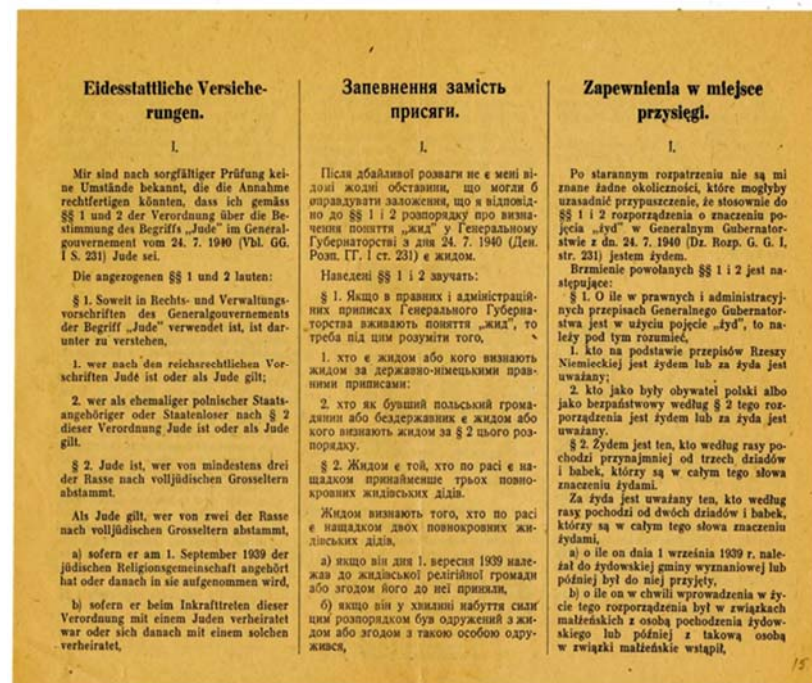 Eidesstattliche Versiche-
rungen.
I.
Mir sind nach sorgfältiger Prüfung kei-
ne Umstände bekannt, die die Annahme
rechtfertigen könnten, dass ich gemäss
§§ 1 und 2 der Verordnung über die Be-
stimmung des Begriffs „Jude" im General-
gouvernement vom 24. 7. 1940 (Vbl. GG.
I S. 231) Jude sei.
Die angezogenen §§ 1 und 2 lauten:
§ 1. Soweit in Rechts- und Verwaltungs-
vorschriften des Generalgouvernements
der Begriff „Jude" verwendet ist, ist dar-
unter zu verstehen,
1. wer nach den reichsrechtlichen Vor-
schriften Jude ist oder als Jude gilt;
2. wer als ehemaliger polnischer Staats-
angehöriger oder Staatenloser nach § 2
dieser Verordnung Jude ist oder als Jude
gilt.
§ 2. Jude ist, wer von mindestens drei
der Rasse nach volljüdischen Grosseltern
abstammt.
Als Jude gilt, wer von zwei der Rasse
nach volljüdischen Grosseltern abstammt,
a) sofern er am 1. September 1939 der
jüdischen Religionsgemeinschaft angehört
hat oder danach in sie aufgenommen wird,
b) sofern er beim Inkrafttreten dieser
Verordnung mit einem Juden verheiratet
war oder sich danach mit einem solchen
verheiratet,
Запевнення замість
присяги.
I.
Після дбайливої розваги не є мені ві-
домі жодні обставини, що могли б
оправдувати заложення, що я відповід-
но до §§ 1 і 2 розпорядку про визна-
чення поняття „жид" у Генеральному
Губернаторстві з дня 24. 7. 1940 (Ден.
Розп. ГГ. І ст. 231) є жидом.
Наведені §§ 1 і 2 звучать:
§ 1. Якщо в правних і адміністрацій-
них приписах Генерального Губерна-
торства вживають поняття „жид", то
треба під цим розуміти того,
1. хто є жидом або кого визнають
жидом за державно-німецькими прав-
ними приписами:
2. хто як бувший польський грома-
дянин або бездержавник є жидом або
кого визнають жидом за § 2 цього роз-
порядку.
§ 2. Жидом є той, хто по расі є на-
щадком принайменше трьох повно-
кровних жидівських дідів.
Жидом визнають того, хто по расі
є нащадком двох повнокровних жи-
дівських дідів,
а) якщо він дня 1. вересня 1939 нале-
жав до жидівської релігійної громади
або згодом його до неї приняли,
б) якщо він у хвилині набуття сили
цим розпорядком був одружений з жи-
дом або згодом з такою особою одру-
жився,
Zapewnienia w miejsce
przysięgi.
I.
Po starannym rozpatrzeniu nie są mi
znane żadne okoliczności, które mogłyby
uzasadnić przypuszczenie, że stosownie do
§§ 1 i 2 rozporządzenia o znaczeniu po-
jęcia „żyd" w Generalnym Gubernator-
stwie z dn. 24. 7. 1940 (Dz. Rozp. G. G. I,
str. 231) jestem żydem.
Brzmienie powołanych §§ 1 i 2 jest na-
stępujące:
§ 1. O ile w prawnych i administracyj-
nych przepisach Generalnego Gubernator-
stwa jest w użyciu pojęcie „żyd", to na-
leży pod tym rozumieć,
1. kto na podstawie przepisów Rzeszy
Niemieckiej jest żydem lub za żyda jest
uważany;
2. kto jako były obywatel polski albo
jako bezpaństwowy według § 2 tego roz-
porządzenia jest żydem lub za żyda jest
uważany.
§ 2. Żydem jest ten, kto według rasy po-
chodzi przynajmniej od trzech dziadów
i babek, którzy są w całym tego słowa
znaczeniu żydami.
Za żyda jest uważany ten, kto według
rasy pochodzi od dwóch dziadów i babek,
którzy są w całym tego słowa znaczeniu
żydami,
a) o ile on dnia 1 września 1939 r. nale-
żał do żydowskiej gminy wyznaniowej lub
później był do niej przyjęty,
b) o ile on w chwili wprowadzenia w ży-
cie tego rozporządzenia był w związkach
małżeńskich z osobą pochodzenia żydow-
skiego lub później z takową osobą
w związki małżeńskie wstąpił,
15